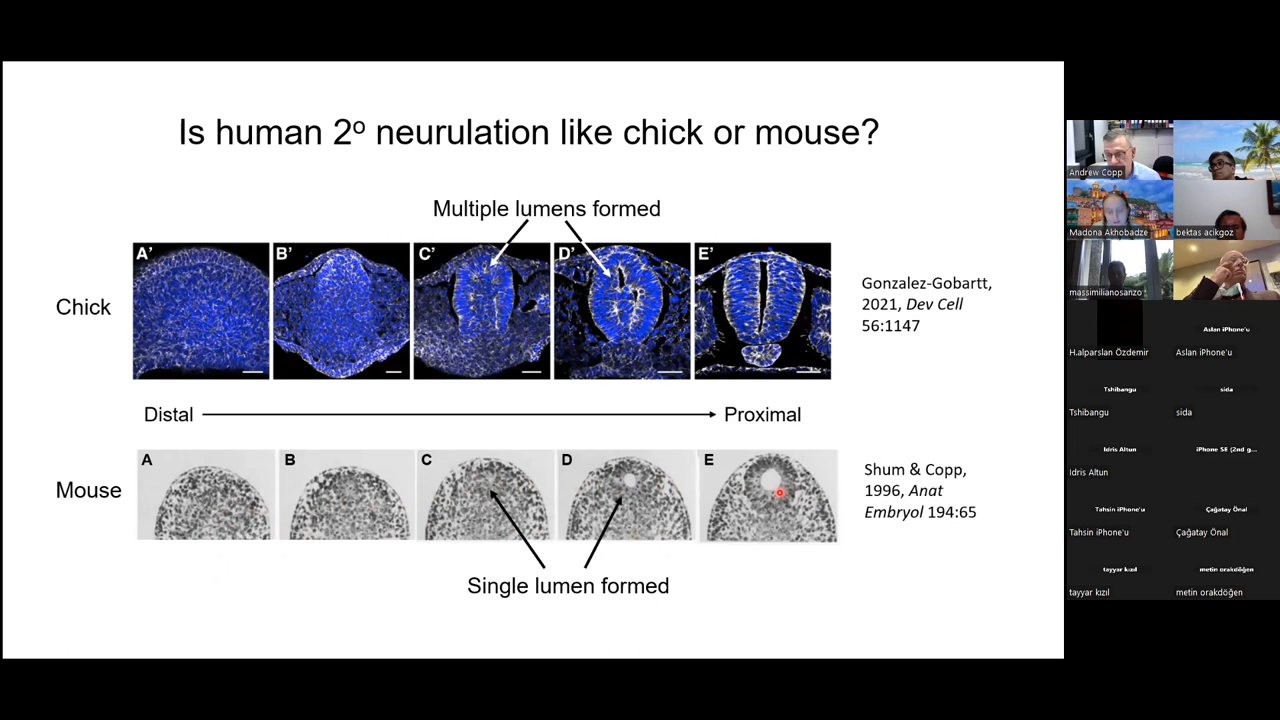 Is human 2º neurulation like chick or mouse?
Multiple lumens formed
A’ B’ C’ D’ E’
Chick
Gonzalez-Gobartt,
2021, Dev Cell
56:1147
Distal Proximal
A B C D E
Mouse
Shum & Copp,
1996, Anat
Embryol 194:65
Single lumen formed
Andrew Copp
Madona Akhobadze bektas acikgoz
massimilianosanzo
Aslan iPhone'u
H.alparslan Özdemir Aslan iPhone'u
Tshibangu sida
Tshibangu sida
Idris Altun iPhone SE (2nd g...
Idris Altun
Tahsin iPhone'u Çağatay Önal
Tahsin iPhone'u Çağatay Önal
tayyar kızıl metin orakdöğen
tayyar kızıl metin orakdöğen